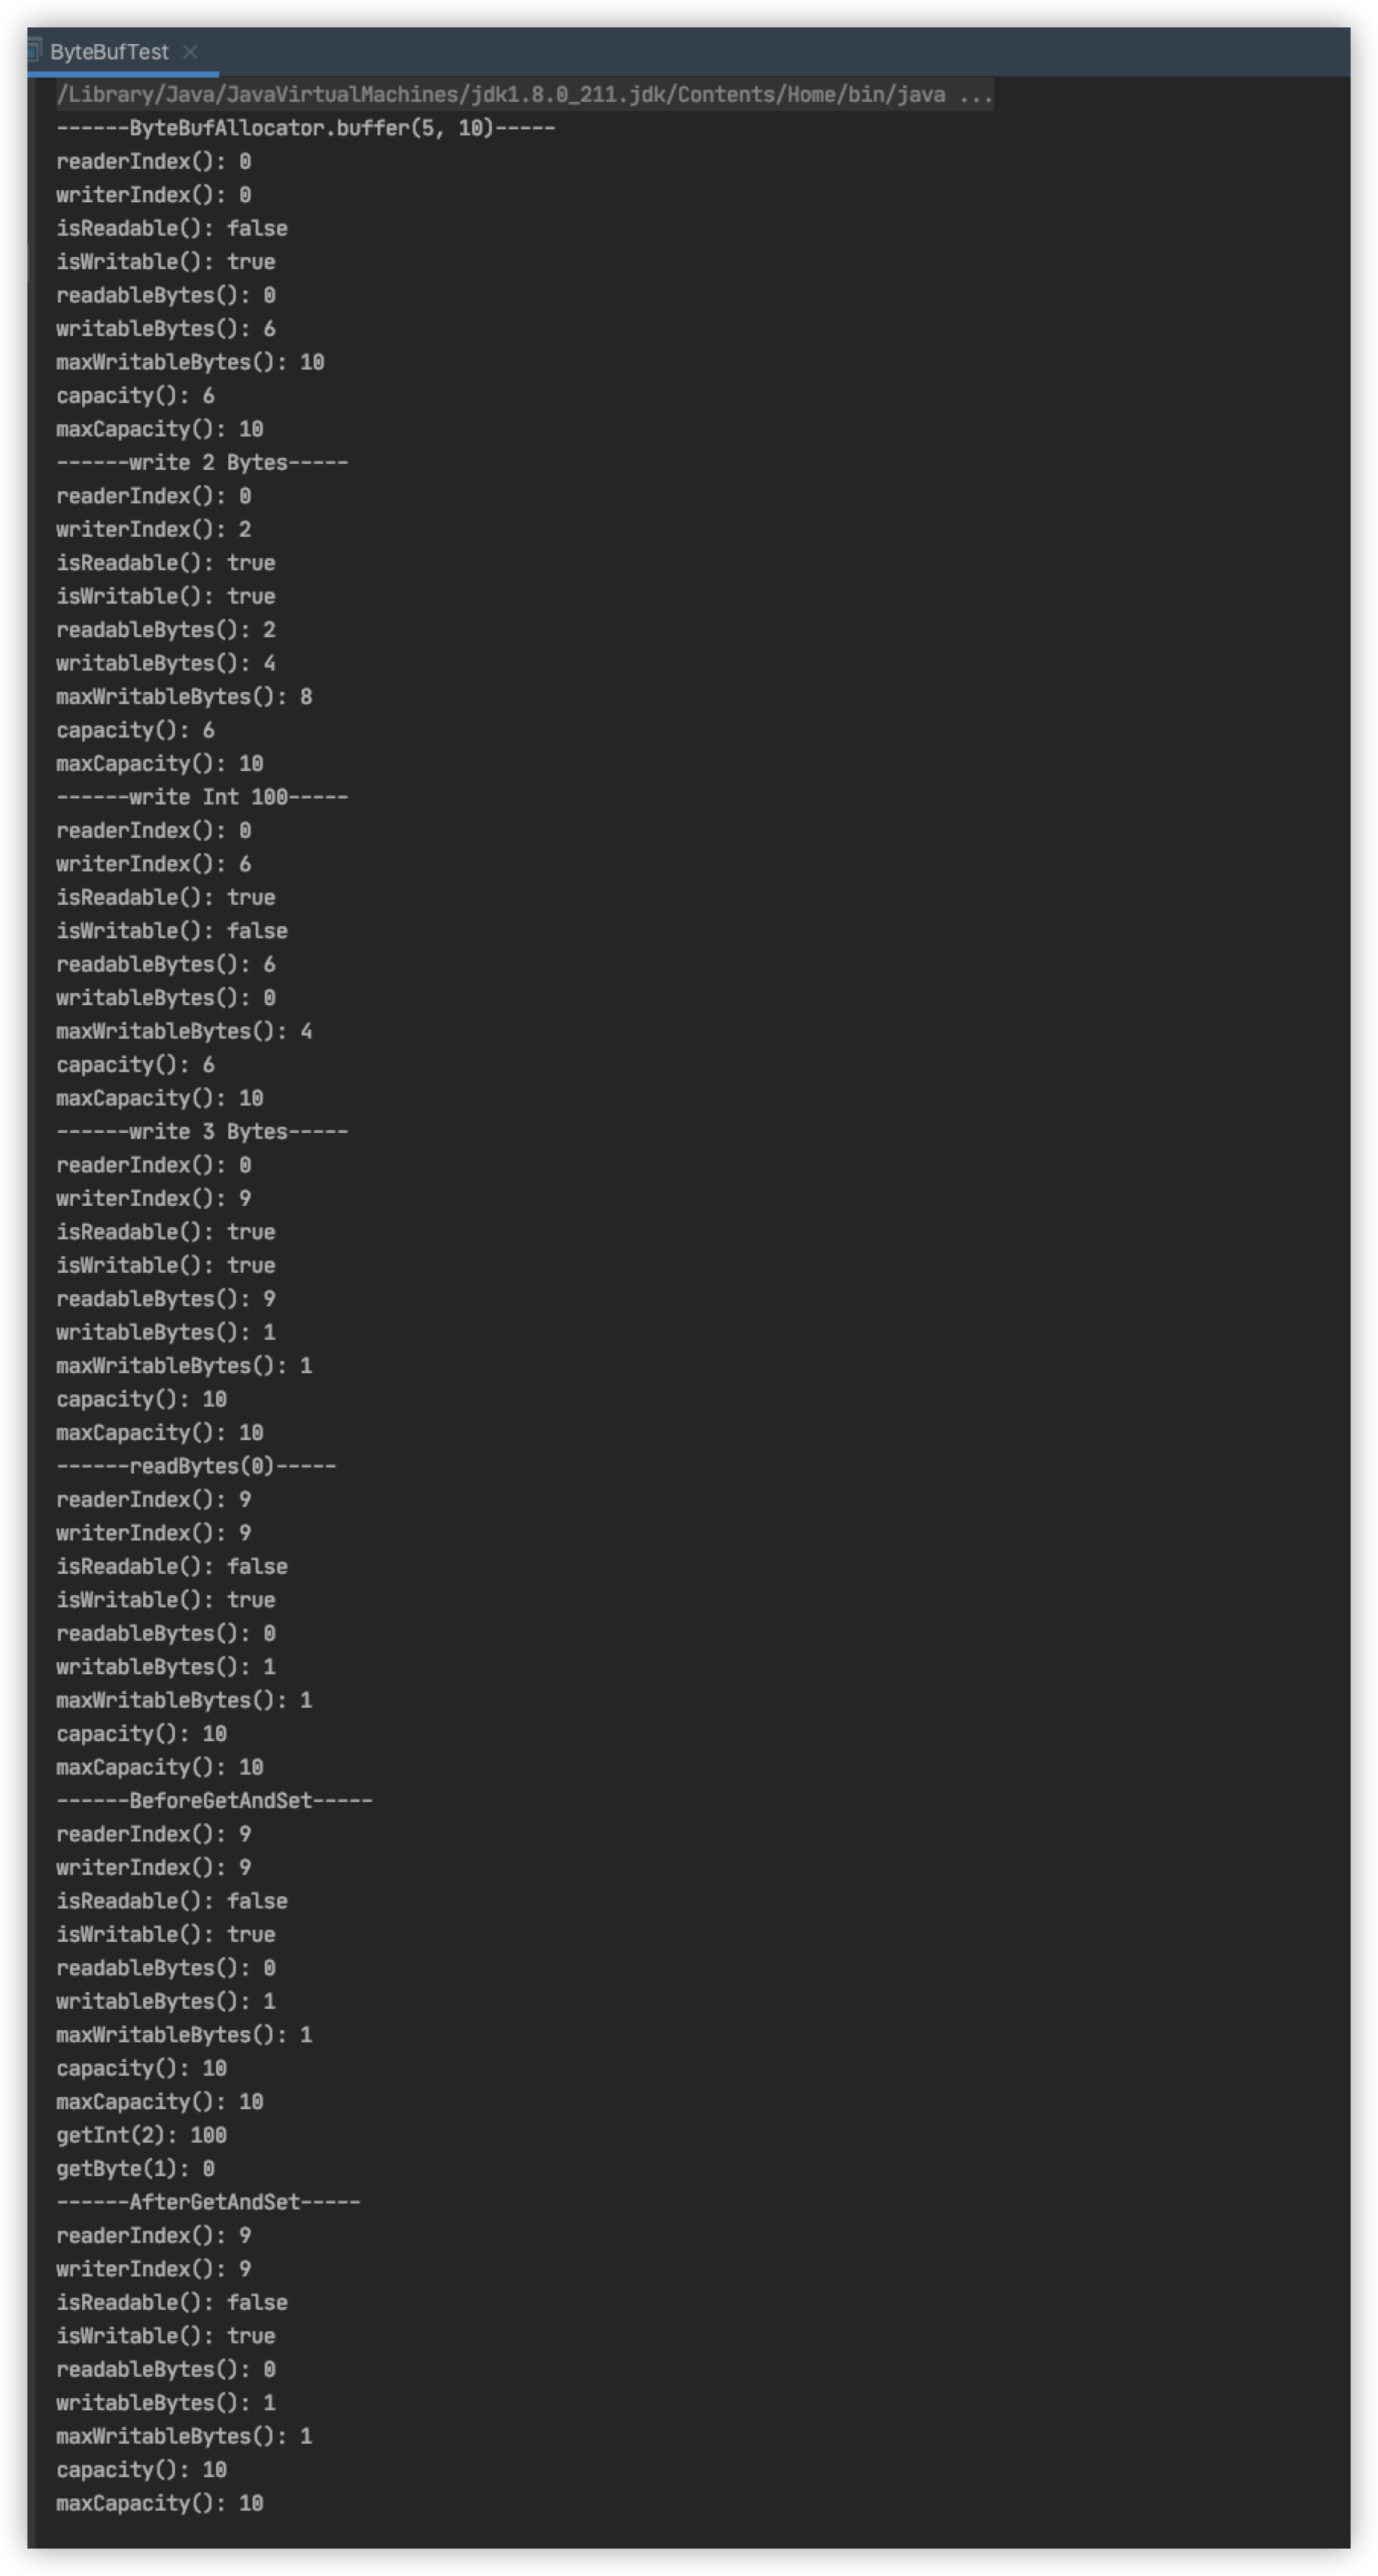 ByteBufTest
/Library/Java/JavaVirtualMachines/jdk1.8.0_211.jdk/Contents/Home/bin/java ...
------ByteBufAllocator.buffer(5, 10)-----
readerIndex(): 0
writerIndex(): 0
isReadable(): false
isWritable(): true
readableBytes(): 0
writableBytes(): 6
maxWritableBytes(): 10
capacity(): 6
maxCapacity(): 10
------write 2 Bytes-----
readerIndex(): 0
writerIndex(): 2
isReadable(): true
isWritable(): true
readableBytes(): 2
writableBytes(): 4
maxWritableBytes(): 8
capacity(): 6
maxCapacity(): 10
------write Int 100-----
readerIndex(): 0
writerIndex(): 6
isReadable(): true
isWritable(): false
readableBytes(): 6
writableBytes(): 0
maxWritableBytes(): 4
capacity(): 6
maxCapacity(): 10
------write 3 Bytes-----
readerIndex(): 0
writerIndex(): 9
isReadable(): true
isWritable(): true
readableBytes(): 9
writableBytes(): 1
maxWritableBytes(): 1
capacity(): 10
maxCapacity(): 10
------readBytes(0)-----
readerIndex(): 9
writerIndex(): 9
isReadable(): false
isWritable(): true
readableBytes(): 0
writableBytes(): 1
maxWritableBytes(): 1
capacity(): 10
maxCapacity(): 10
------BeforeGetAndSet-----
readerIndex(): 9
writerIndex(): 9
isReadable(): false
isWritable(): true
readableBytes(): 0
writableBytes(): 1
maxWritableBytes(): 1
capacity(): 10
maxCapacity(): 10
getInt(2): 100
getByte(1): 0
------AfterGetAndSet-----
readerIndex(): 9
writerIndex(): 9
isReadable(): false
isWritable(): true
readableBytes(): 0
writableBytes(): 1
maxWritableBytes(): 1
capacity(): 10
maxCapacity(): 10